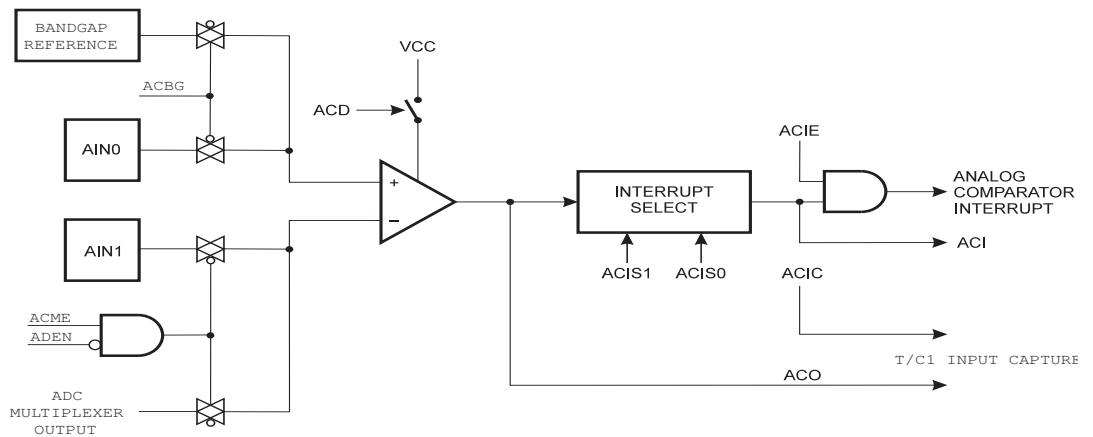 BANDGAP
REFERENCE
ACBG
AIN0
VCC
ACD
+
−
AIN1
ACME
ADEN
ADC
MULTIPLEXER
OUTPUT
INTERRUPT
SELECT
ACIS1
ACIS0
ACIE
ANALOG
COMPARATOR
INTERRUPT
ACI
ACIC
T/C1 INPUT CAPTURE
ACO